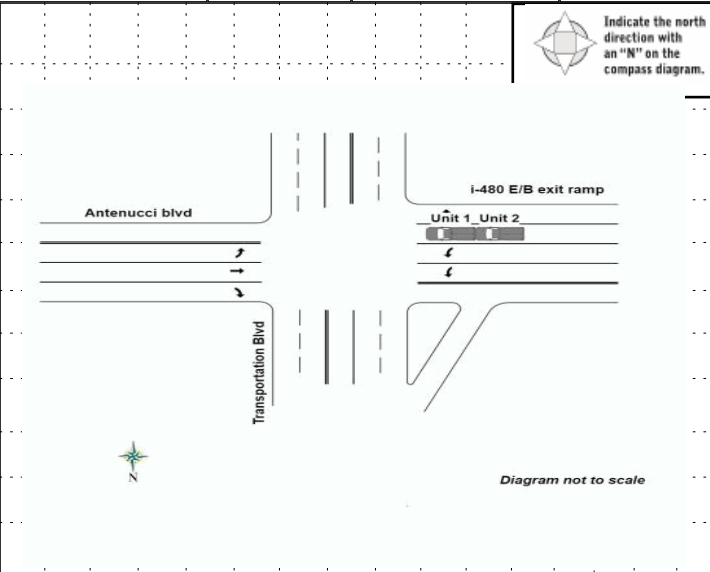 Indicate the north
direction with
an “N” on the
compass diagram.
i-480 E/B exit ramp
Antenucci blvd
Unit 1 Unit 2
Transportation Blvd
N
Diagram not to scale